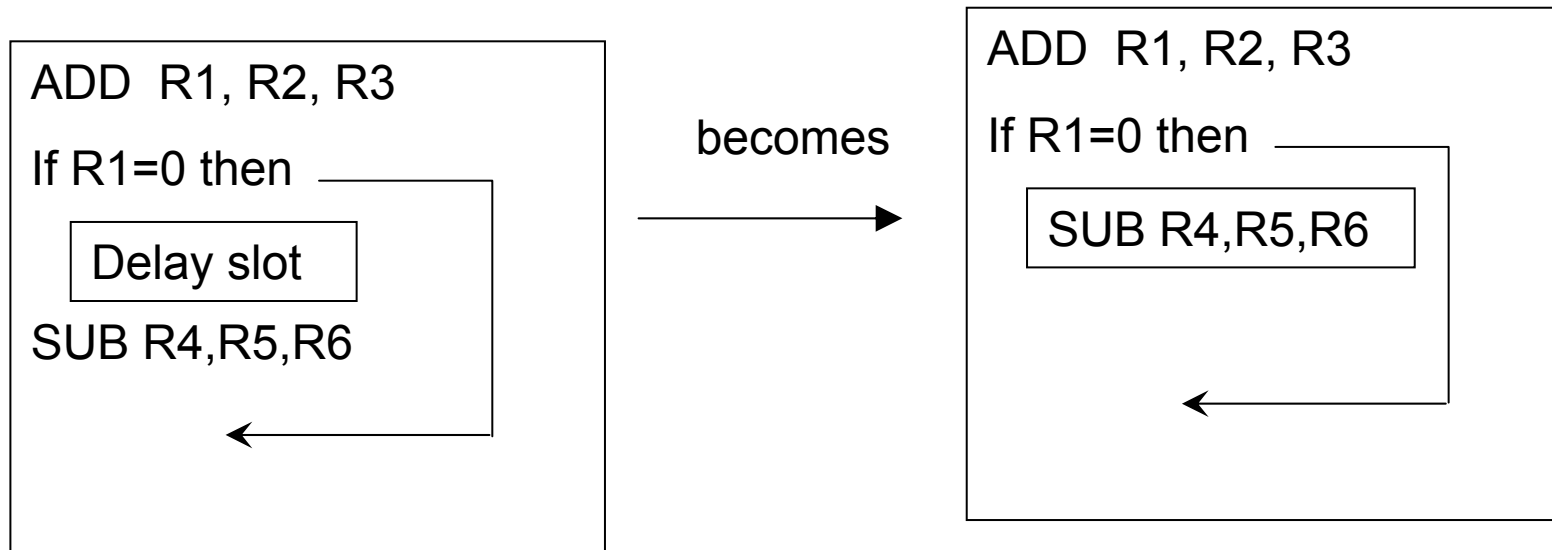 ADD R1, R2, R3
If R1=0 then
Delay slot
SUB R4,R5,R6
becomes
ADD R1, R2, R3
If R1=0 then
SUB R4,R5,R6